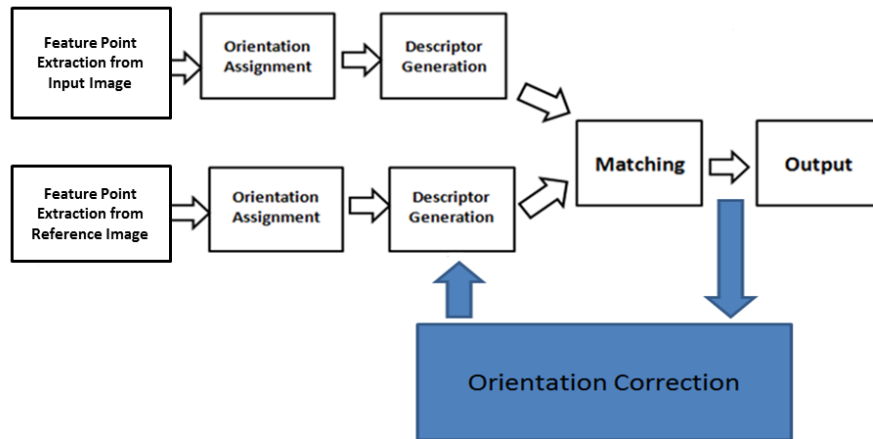 Feature Point
Extraction from
Input Image
Orientation
Assignment
Descriptor
Generation
Matching
Output
Feature Point
Extraction from
Reference Image
Orientation
Assignment
Descriptor
Generation
Orientation Correction